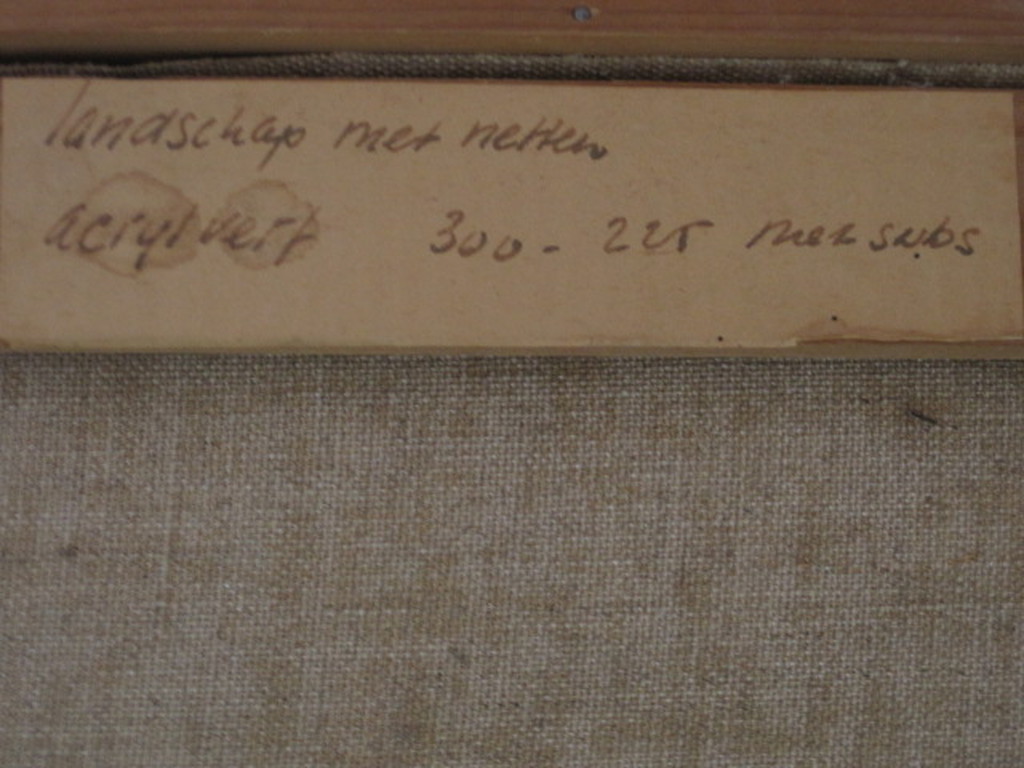 landschap met netten
acrylverf 300 - 225 met subs